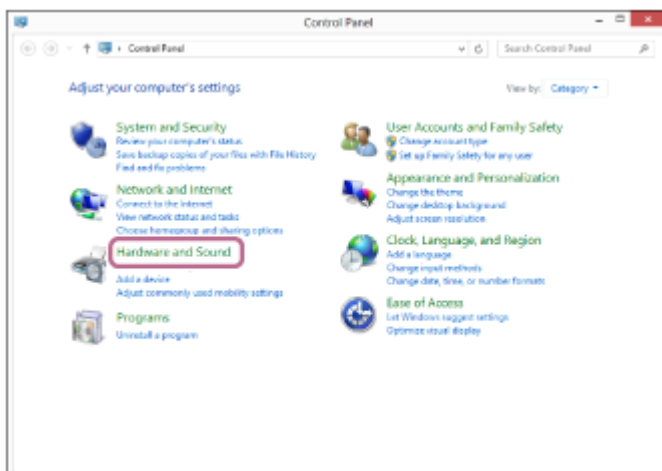 Control Panel
Control Panel
Search Control Panel
Adjust your computer's settings
View by: Category
System and Security
Review your computer's status
Save backup copies of your files with File History
Find and fix problems
Network and Internet
Connect to the Internet
View network status and tasks
Choose homegroup and sharing options
Hardware and Sound
Add a device
Adjust commonly used mobility settings
Programs
Uninstall a program
User Accounts and Family Safety
Change account type
Set up Family Safety for any user
Appearance and Personalization
Change the theme
Change desktop background
Adjust screen resolution
Clock, Language, and Region
Add a language
Change input methods
Change date, time, or number formats
Ease of Access
Let Windows suggest settings
Optimize visual display